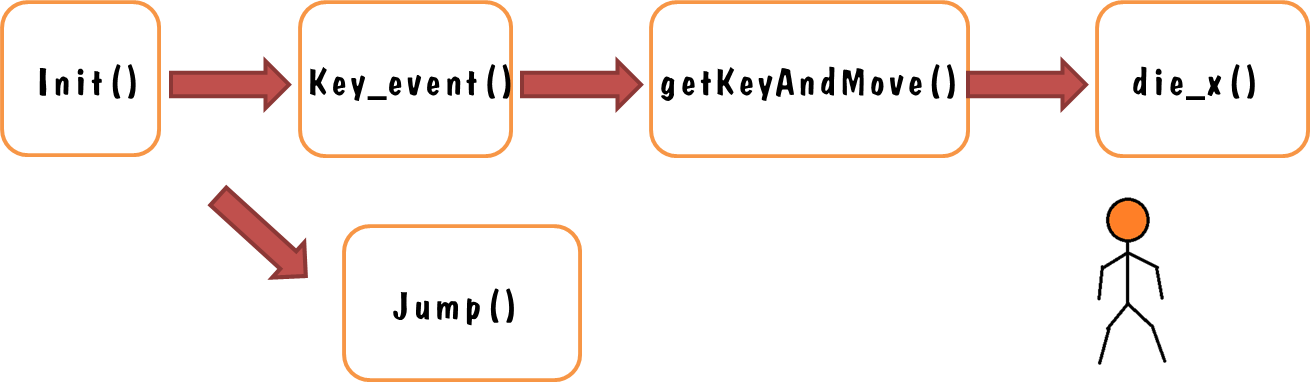 Init()
Key_event()
getKeyAndMove()
die_x()
Jump()